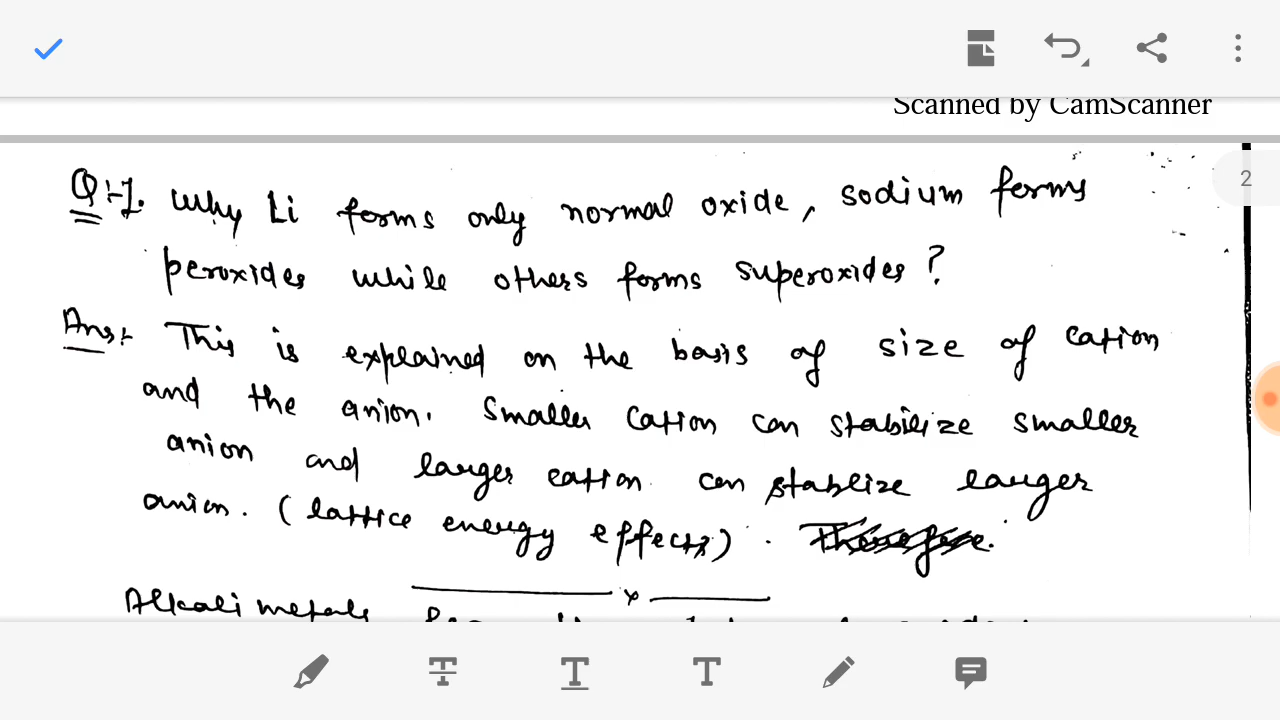 Scanned by CamScanner
2
Q:-1. Why Li forms only normal oxide, sodium forms
peroxides while others forms superoxides?
Ans:- This is explained on the basis of size of cation
and the anion. Smaller cation can stabilize smaller
anion and larger cation can stablize larger
anion. (lattice energy effects).
x
Alkali metals
T
T
T